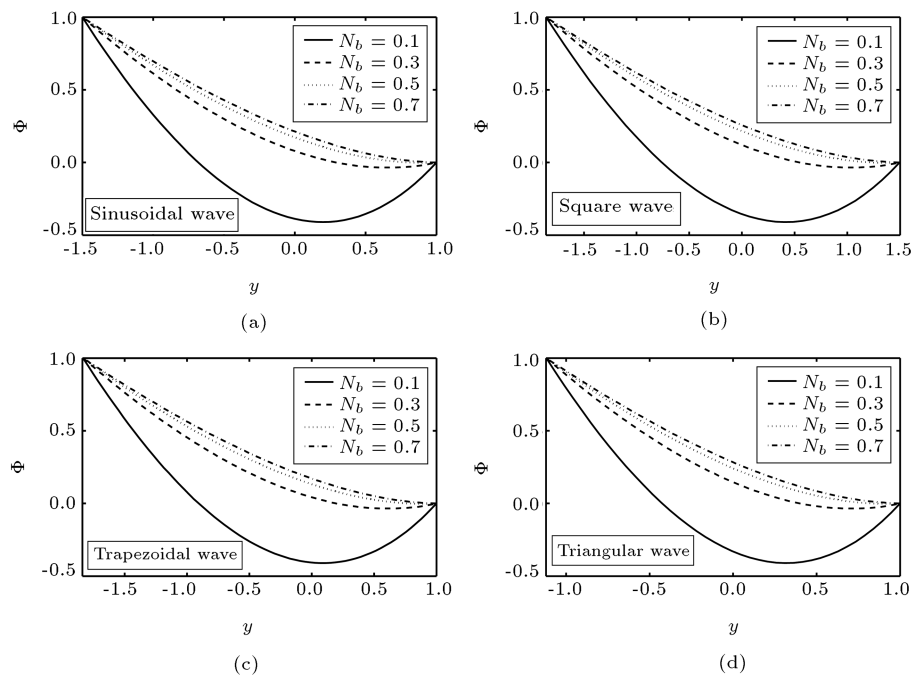 1.0
0.5
0.0
-0.5
Φ
N_b = 0.1
N_b = 0.3
N_b = 0.5
N_b = 0.7
Sinusoidal wave
-1.5 -1.0 -0.5 0.0 0.5 1.0
y
(a)
1.0
0.5
0.0
-0.5
Φ
N_b = 0.1
N_b = 0.3
N_b = 0.5
N_b = 0.7
Square wave
-1.5 -1.0 -0.5 0.0 0.5 1.0 1.5
y
(b)
1.0
0.5
0.0
-0.5
Φ
N_b = 0.1
N_b = 0.3
N_b = 0.5
N_b = 0.7
Trapezoidal wave
-1.5 -1.0 -0.5 0.0 0.5 1.0
y
(c)
1.0
0.5
0.0
-0.5
Φ
N_b = 0.1
N_b = 0.3
N_b = 0.5
N_b = 0.7
Triangular wave
-1.0 -0.5 0.0 0.5 1.0
y
(d)